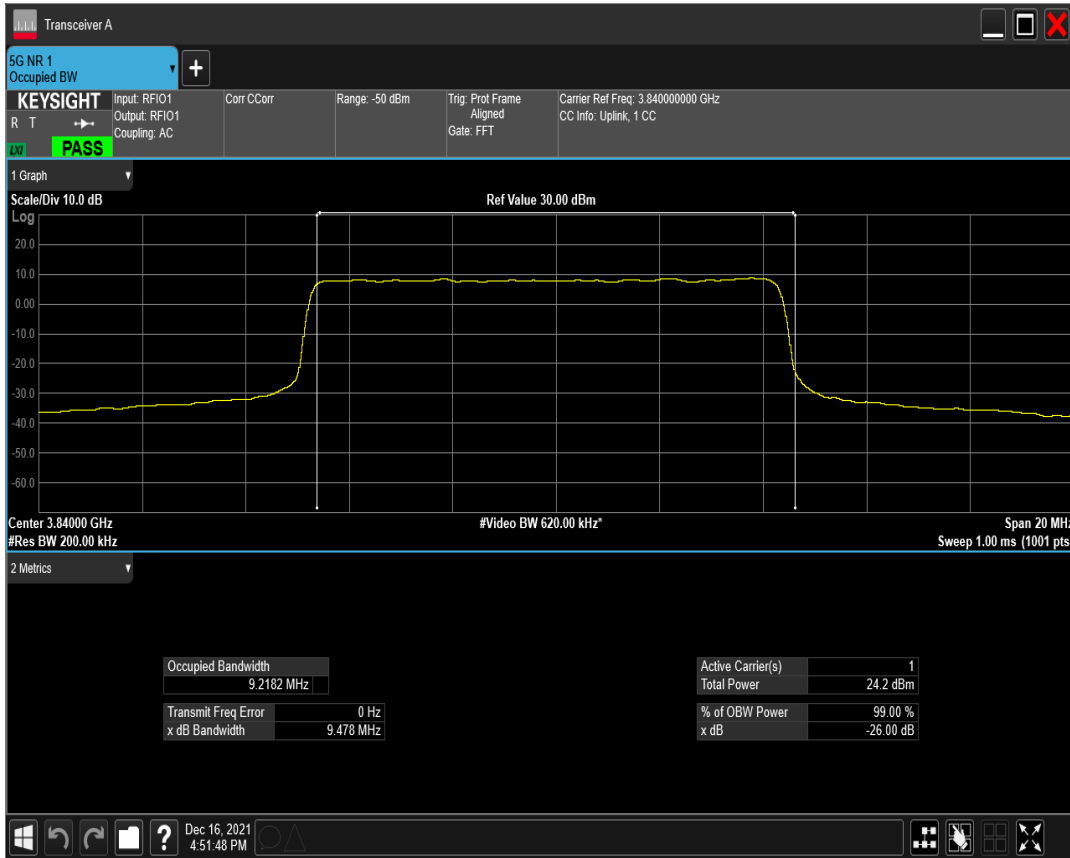 Transceiver A
5G NR 1
Occupied BW
+
KEYSIGHT
Input: RFIO1
Corr CCorr
Range: -50 dBm
Trig: Prot Frame
Carrier Ref Freq: 3.840000000 GHz
R T
Output: RFIO1
Aligned
CC Info: Uplink, 1 CC
Coupling: AC
Gate: FFT
LXI
PASS
1 Graph
Scale/Div 10.0 dB
Ref Value 30.00 dBm
Log
20.0
10.0
0.00
-10.0
-20.0
-30.0
-40.0
-50.0
-60.0
Center 3.84000 GHz
#Video BW 620.00 kHz*
Span 20 MHz
#Res BW 200.00 kHz
Sweep 1.00 ms (1001 pts
2 Metrics
Occupied Bandwidth
9.2182 MHz
Active Carrier(s) 1
Total Power 24.2 dBm
Transmit Freq Error 0 Hz
x dB Bandwidth 9.478 MHz
% of OBW Power 99.00 %
x dB -26.00 dB
?
Dec 16, 2021
4:51:48 PM